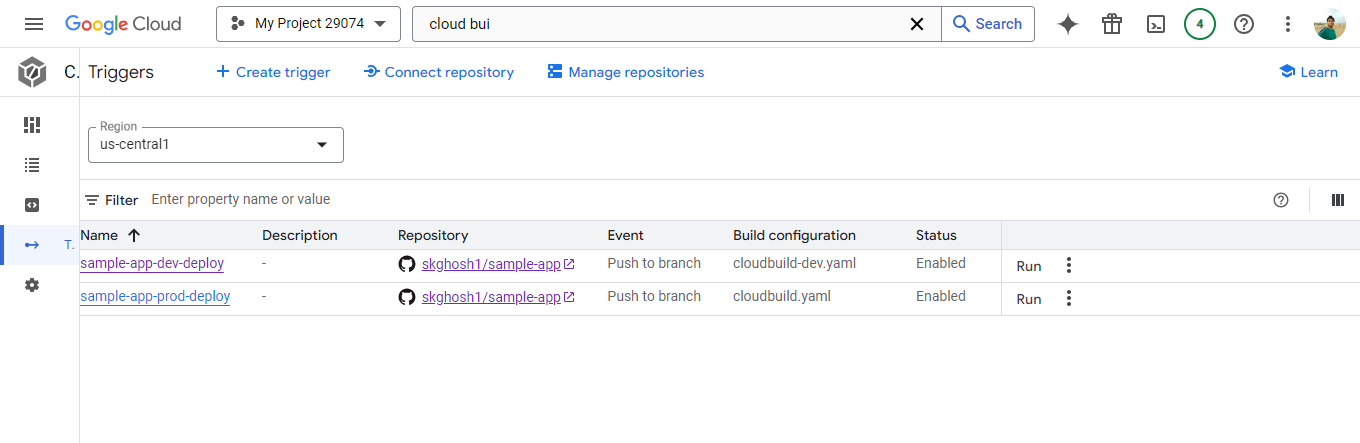 Google Cloud My Project 29074 cloud bui Search 4
C. Triggers Create trigger Connect repository Manage repositories Learn
Region
us-central1
Filter Enter property name or value
T. Name Description Repository Event Build configuration Status
sample-app-dev-deploy - skghosh1/sample-app Push to branch cloudbuild-dev.yaml Enabled Run
sample-app-prod-deploy - skghosh1/sample-app Push to branch cloudbuild.yaml Enabled Run